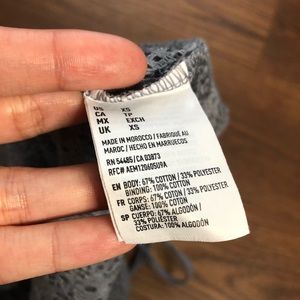 US XS
CA TP
MX EXCH
UK XS
MADE IN MOROCCO / FABRIQUÉ AU
MAROC / HECHO EN MARRUECOS
RN 54485 / CA 03873
EN BODY: 67% COTTON / 33% POLYESTER
BINDING: 100% COTTON
FR CORPS: 67% COTON / 33% POLYESTER
GANSE: 100% COTON
SP CUERPO: 67% ALGODÓN /
33% POLIÉSTER
COSTURA: 100% ALGODÓN